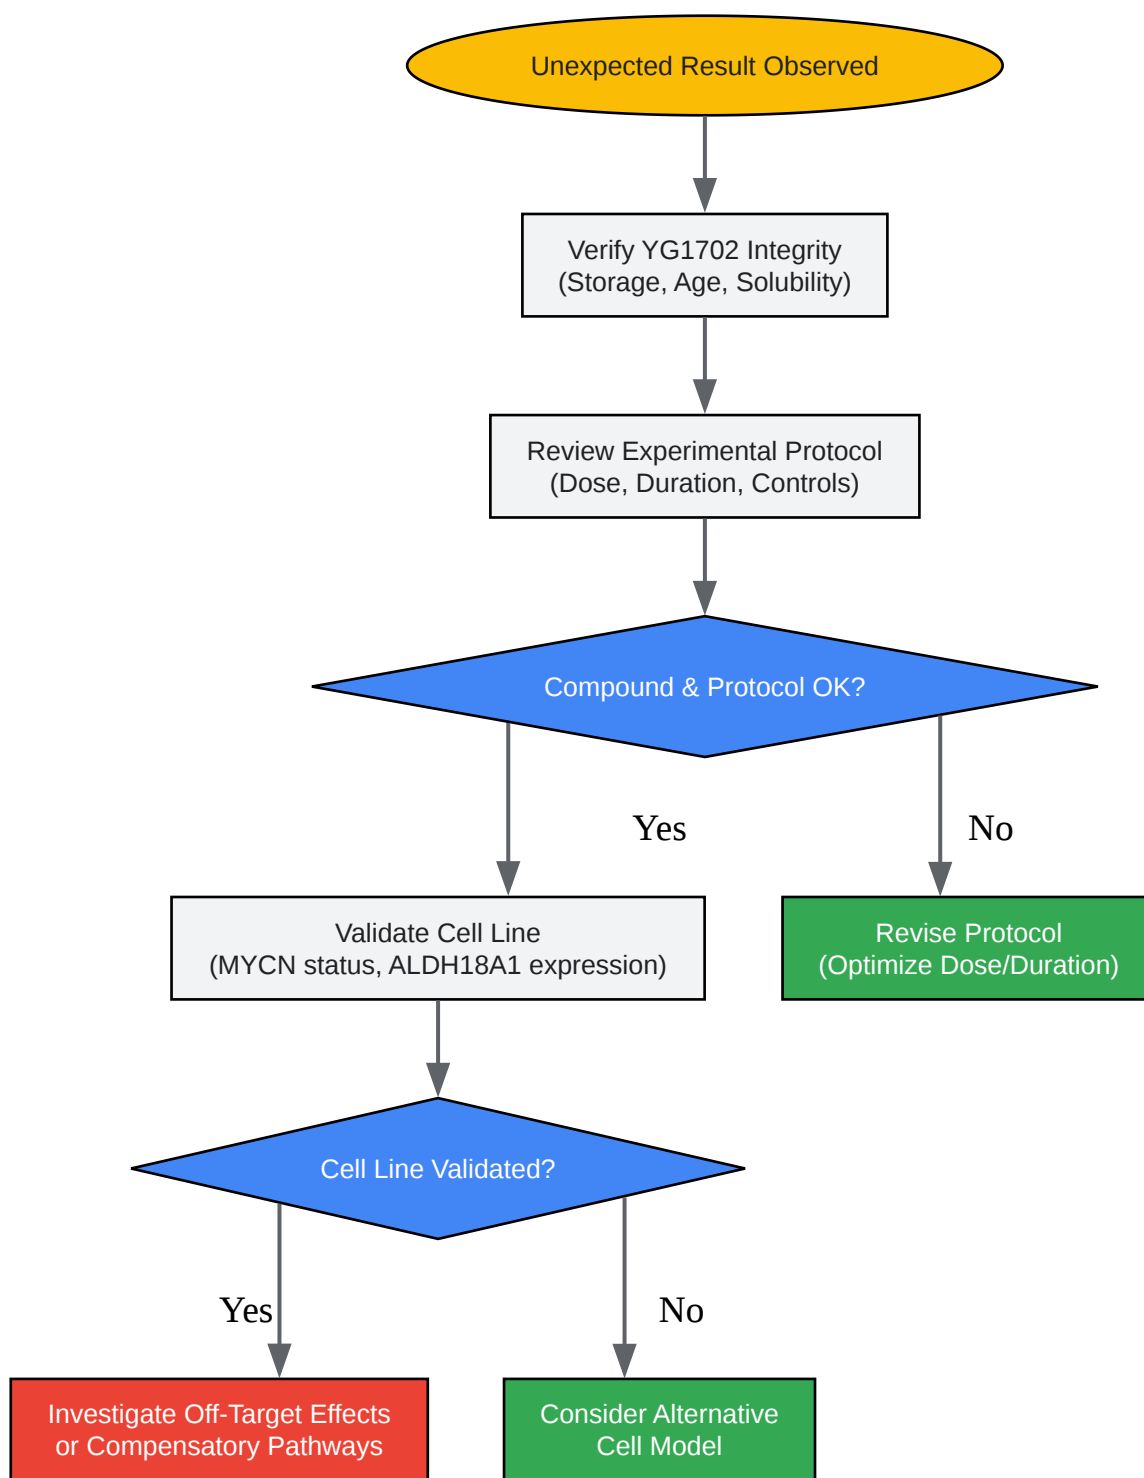 Unexpected Result Observed
Verify YG1702 Integrity
(Storage, Age, Solubility)
Review Experimental Protocol
(Dose, Duration, Controls)
Compound & Protocol OK?
Yes
No
Validate Cell Line
(MYCN status, ALDH18A1 expression)
Revise Protocol
(Optimize Dose/Duration)
Cell Line Validated?
Yes
No
Investigate Off-Target Effects
or Compensatory Pathways
Consider Alternative
Cell Model